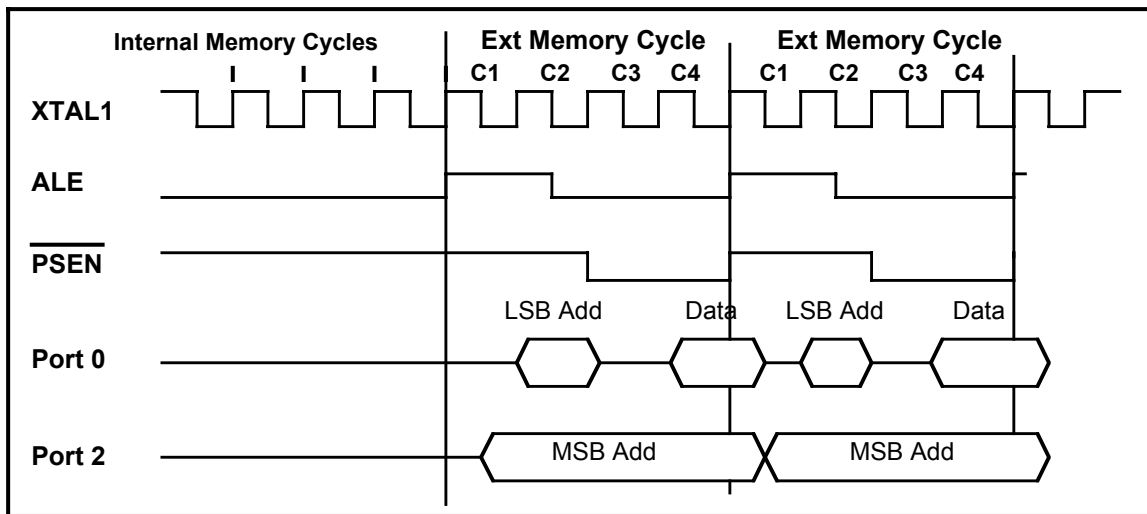 Internal Memory Cycles Ext Memory Cycle Ext Memory Cycle
C1 C2 C3 C4 C1 C2 C3 C4
XTAL1
ALE
PSEN
LSB Add Data LSB Add Data
Port 0
Port 2 MSB Add MSB Add